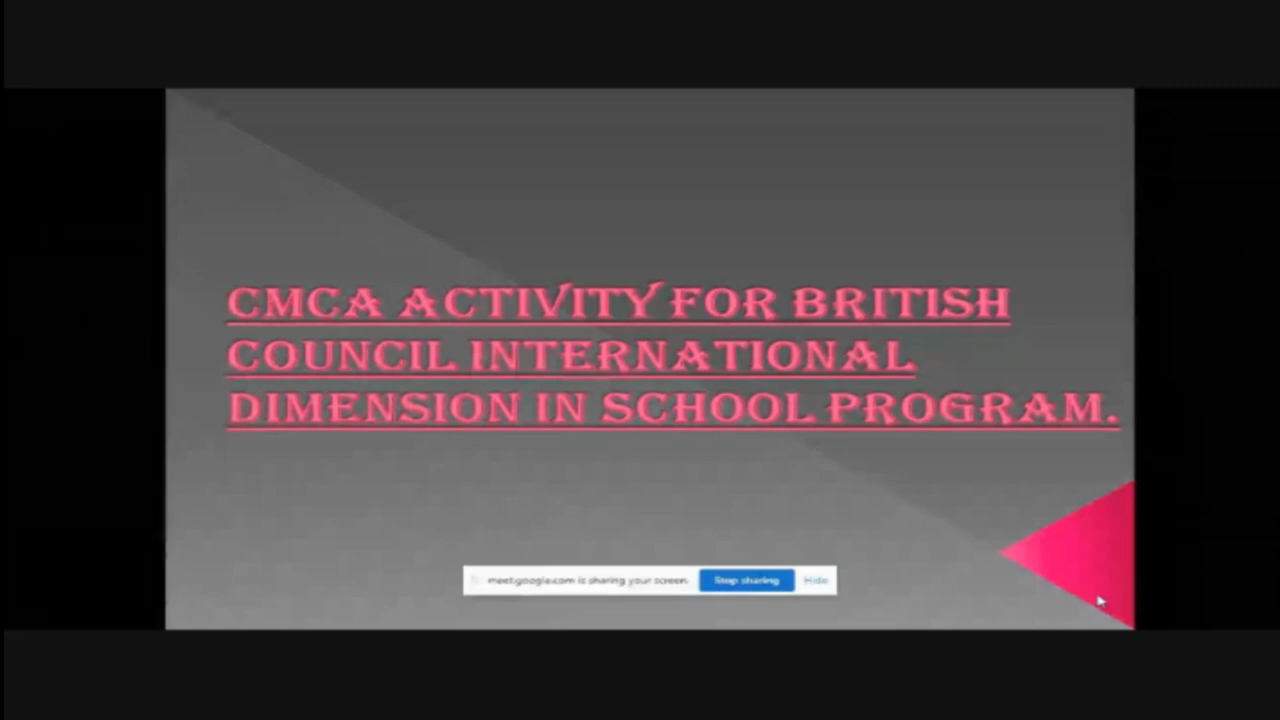 CMCA ACTIVITY FOR BRITISH
COUNCIL INTERNATIONAL
DIMENSION IN SCHOOL PROGRAM.
meet.google.com is sharing your screen. Stop sharing Hide